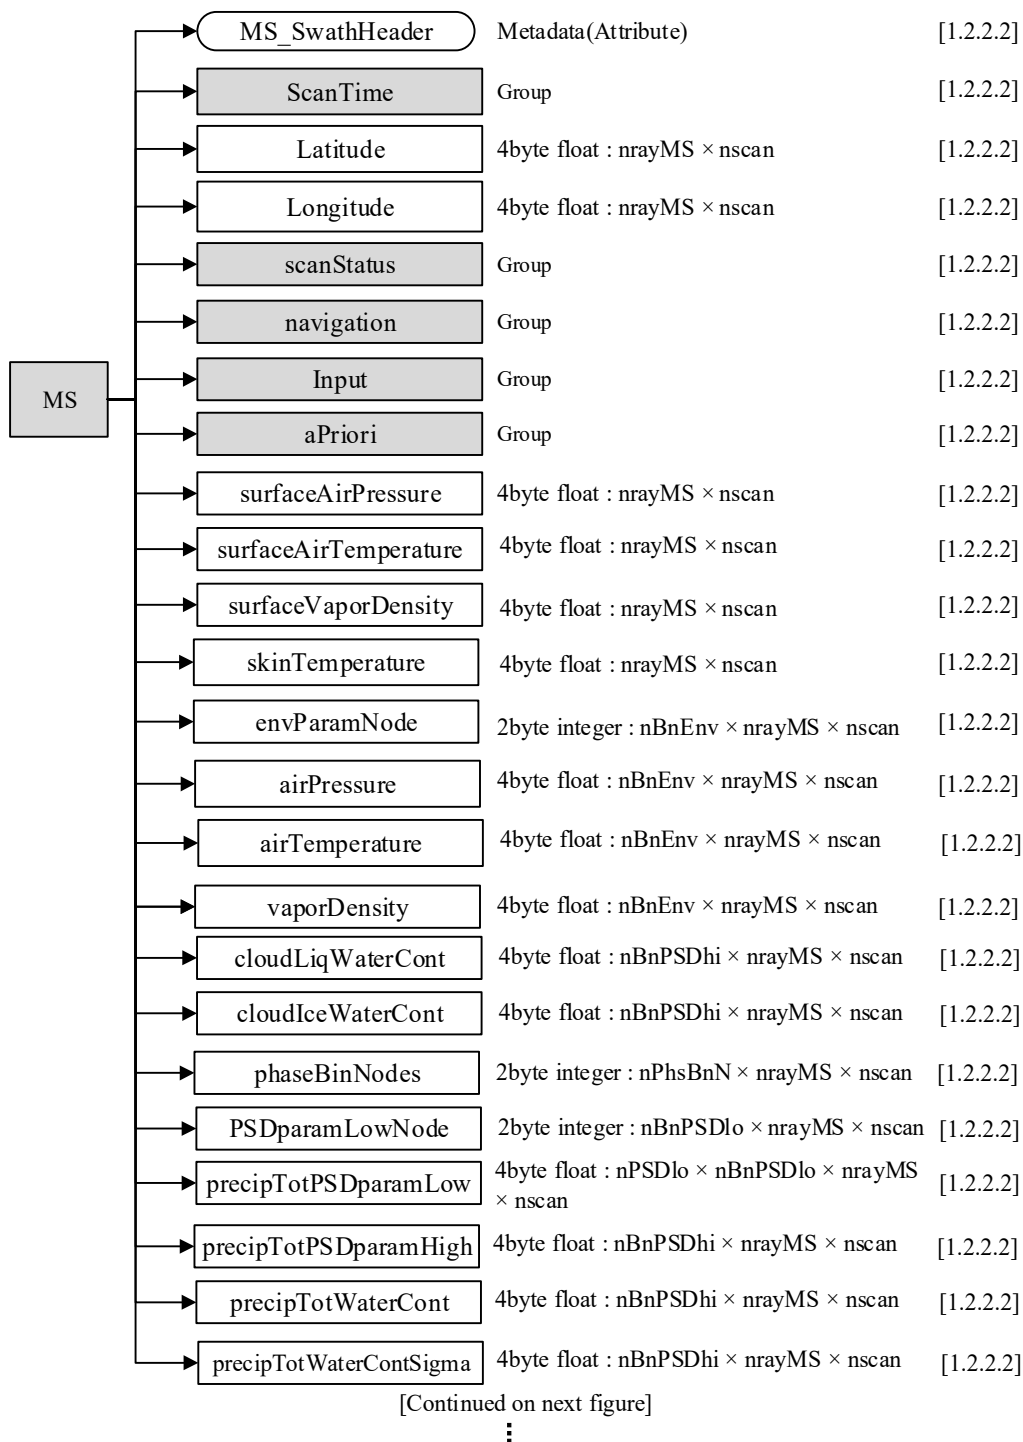 MS_SwathHeader Metadata(Attribute) [1.2.2.2]
ScanTime Group [1.2.2.2]
Latitude 4byte float : nrayMS × nscan [1.2.2.2]
Longitude 4byte float : nrayMS × nscan [1.2.2.2]
scanStatus Group [1.2.2.2]
navigation Group [1.2.2.2]
Input Group [1.2.2.2]
MS
aPriori Group [1.2.2.2]
surfaceAirPressure 4byte float : nrayMS × nscan [1.2.2.2]
surfaceAirTemperature 4byte float : nrayMS × nscan [1.2.2.2]
surfaceVaporDensity 4byte float : nrayMS × nscan [1.2.2.2]
skinTemperature 4byte float : nrayMS × nscan [1.2.2.2]
envParamNode 2byte integer : nBnEnv × nrayMS × nscan [1.2.2.2]
airPressure 4byte float : nBnEnv × nrayMS × nscan [1.2.2.2]
airTemperature 4byte float : nBnEnv × nrayMS × nscan [1.2.2.2]
vaporDensity 4byte float : nBnEnv × nrayMS × nscan [1.2.2.2]
cloudLiqWaterCont 4byte float : nBnPSDhi × nrayMS × nscan [1.2.2.2]
cloudIceWaterCont 4byte float : nBnPSDhi × nrayMS × nscan [1.2.2.2]
phaseBinNodes 2byte integer : nPhsBnN × nrayMS × nscan [1.2.2.2]
PSDparamLowNode 2byte integer : nBnPSDlo × nrayMS × nscan [1.2.2.2]
precipTotPSDparamLow 4byte float : nPSDlo × nBnPSDlo × nrayMS [1.2.2.2]
× nscan
precipTotPSDparamHigh 4byte float : nBnPSDhi × nrayMS × nscan [1.2.2.2]
precipTotWaterCont 4byte float : nBnPSDhi × nrayMS × nscan [1.2.2.2]
precipTotWaterContSigma 4byte float : nBnPSDhi × nrayMS × nscan [1.2.2.2]
[Continued on next figure]